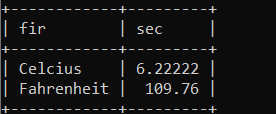 +------------+---------+
| fir        | sec     |
+------------+---------+
| Celcius    | 6.22222 |
| Fahrenheit |  109.76 |
+------------+---------+